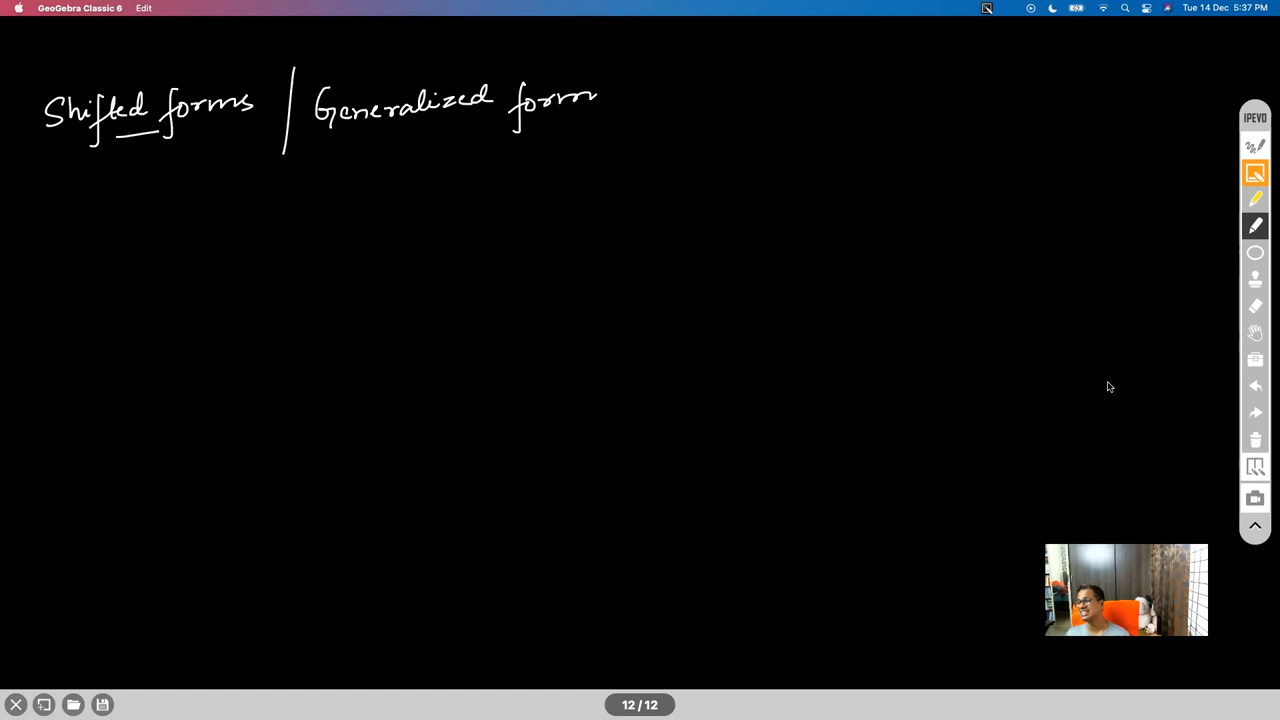 GeoGebra Classic 6 Edit Tue 14 Dec 5:37 PM
Shifted forms | Generalized form
IPEVO
12/12